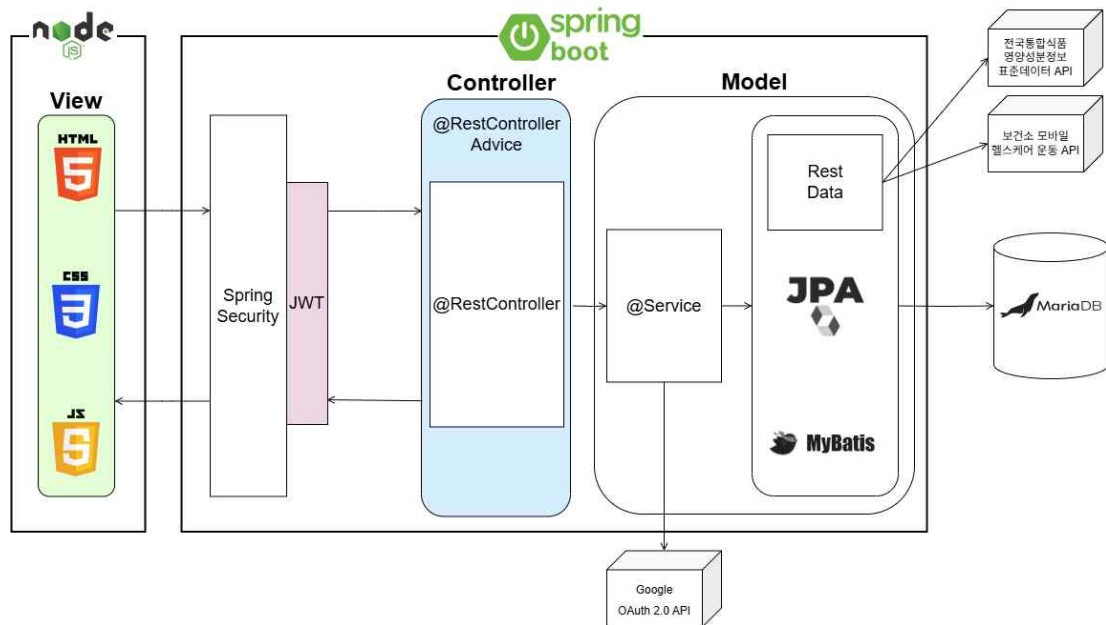 node
JS
spring
boot
View
HTML
5
CSS
3
JS
5
Spring
Security
JWT
Controller
@RestController
Advice
@RestController
Model
@Service
Rest
Data
JPA
MyBatis
전국통합식품
영양성분정보
표준데이터 API
보건소 모바일
헬스케어 운동 API
MariaDB
Google
OAuth 2.0 API